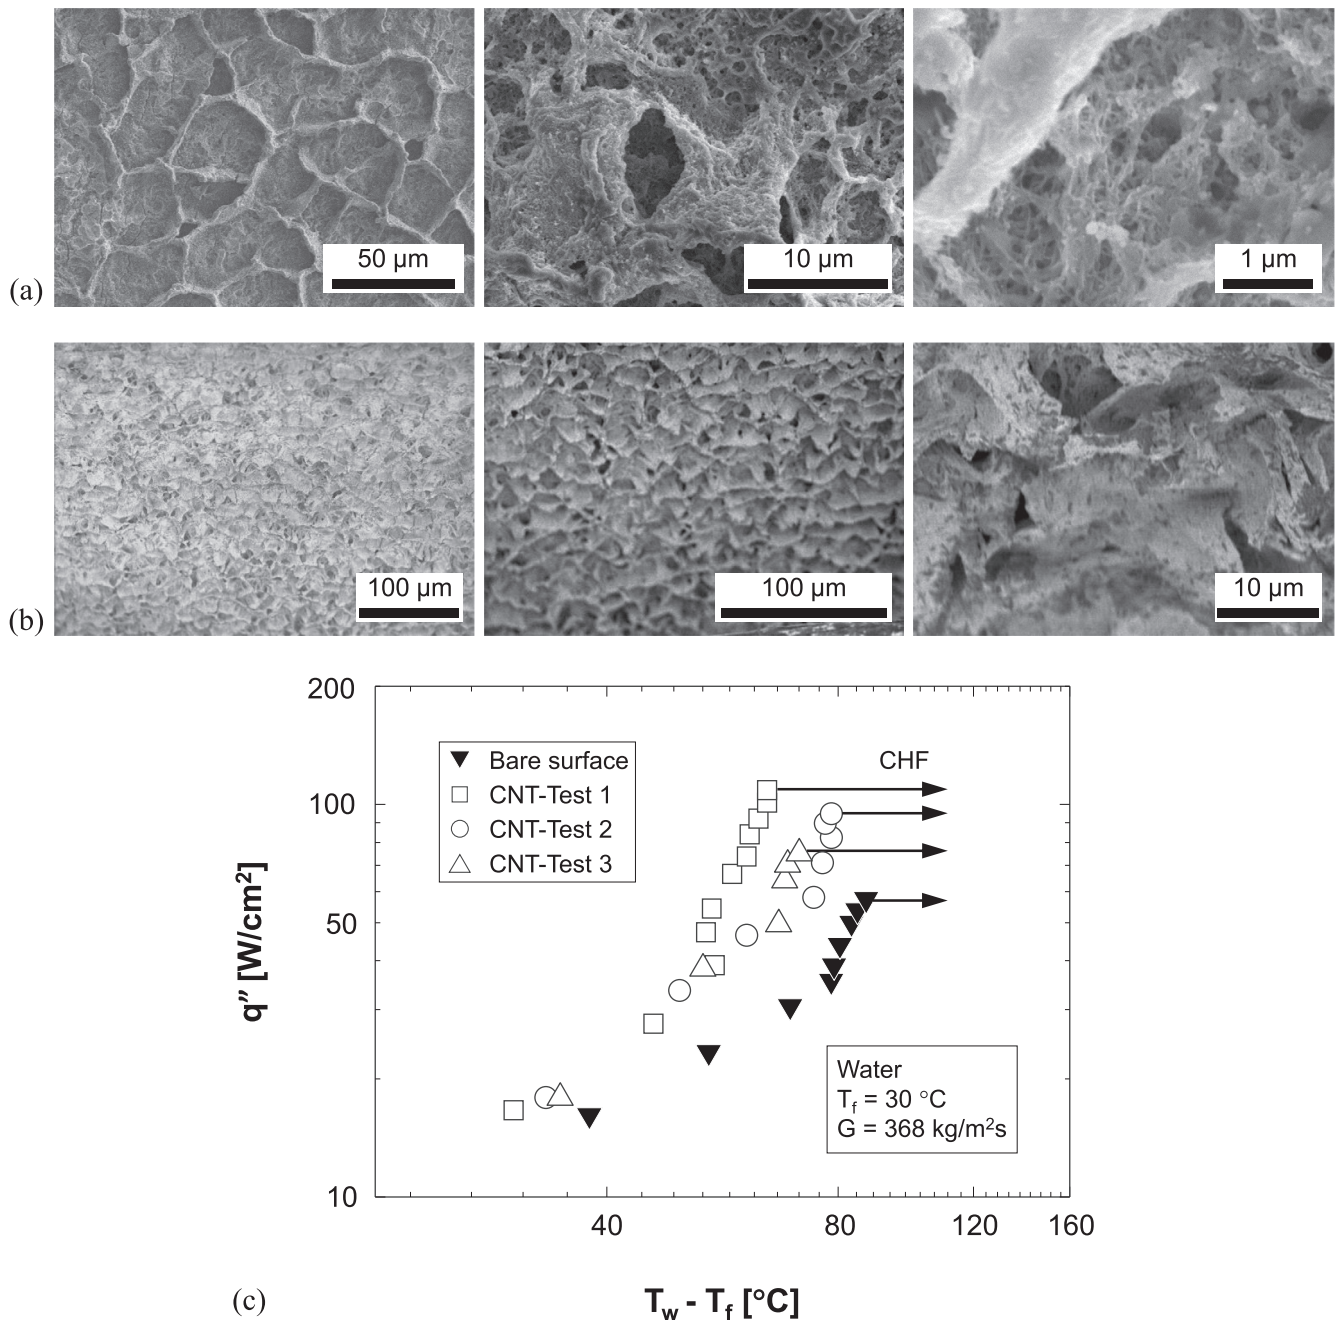 50 µm
10 µm
1 µm
(a)
100 µm
100 µm
10 µm
(b)
200
100
50
10
q″ [W/cm²]
Bare surface
CNT-Test 1
CNT-Test 2
CNT-Test 3
CHF
Water
T_f = 30 °C
G = 368 kg/m²s
40
80
120
160
(c)
T_w - T_f [°C]